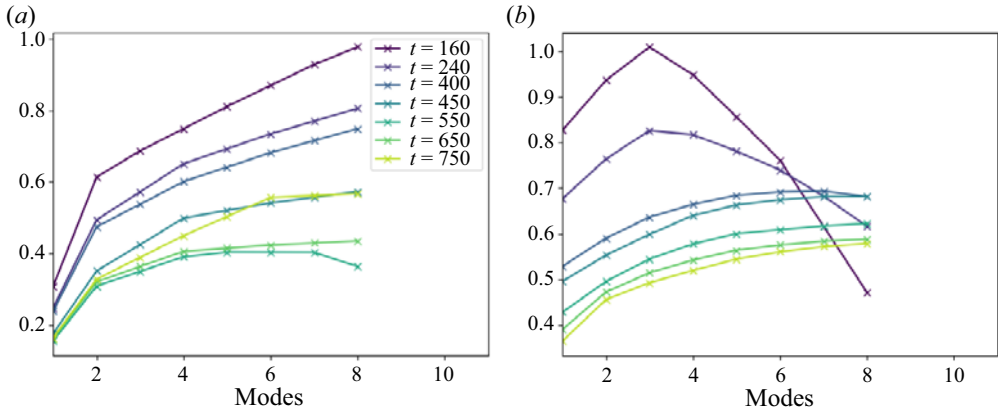 (a)
1.0
0.8
0.6
0.4
0.2
2 4 6 8 10
Modes
t = 160
t = 240
t = 400
t = 450
t = 550
t = 650
t = 750
(b)
1.0
0.9
0.8
0.7
0.6
0.5
0.4
2 4 6 8 10
Modes